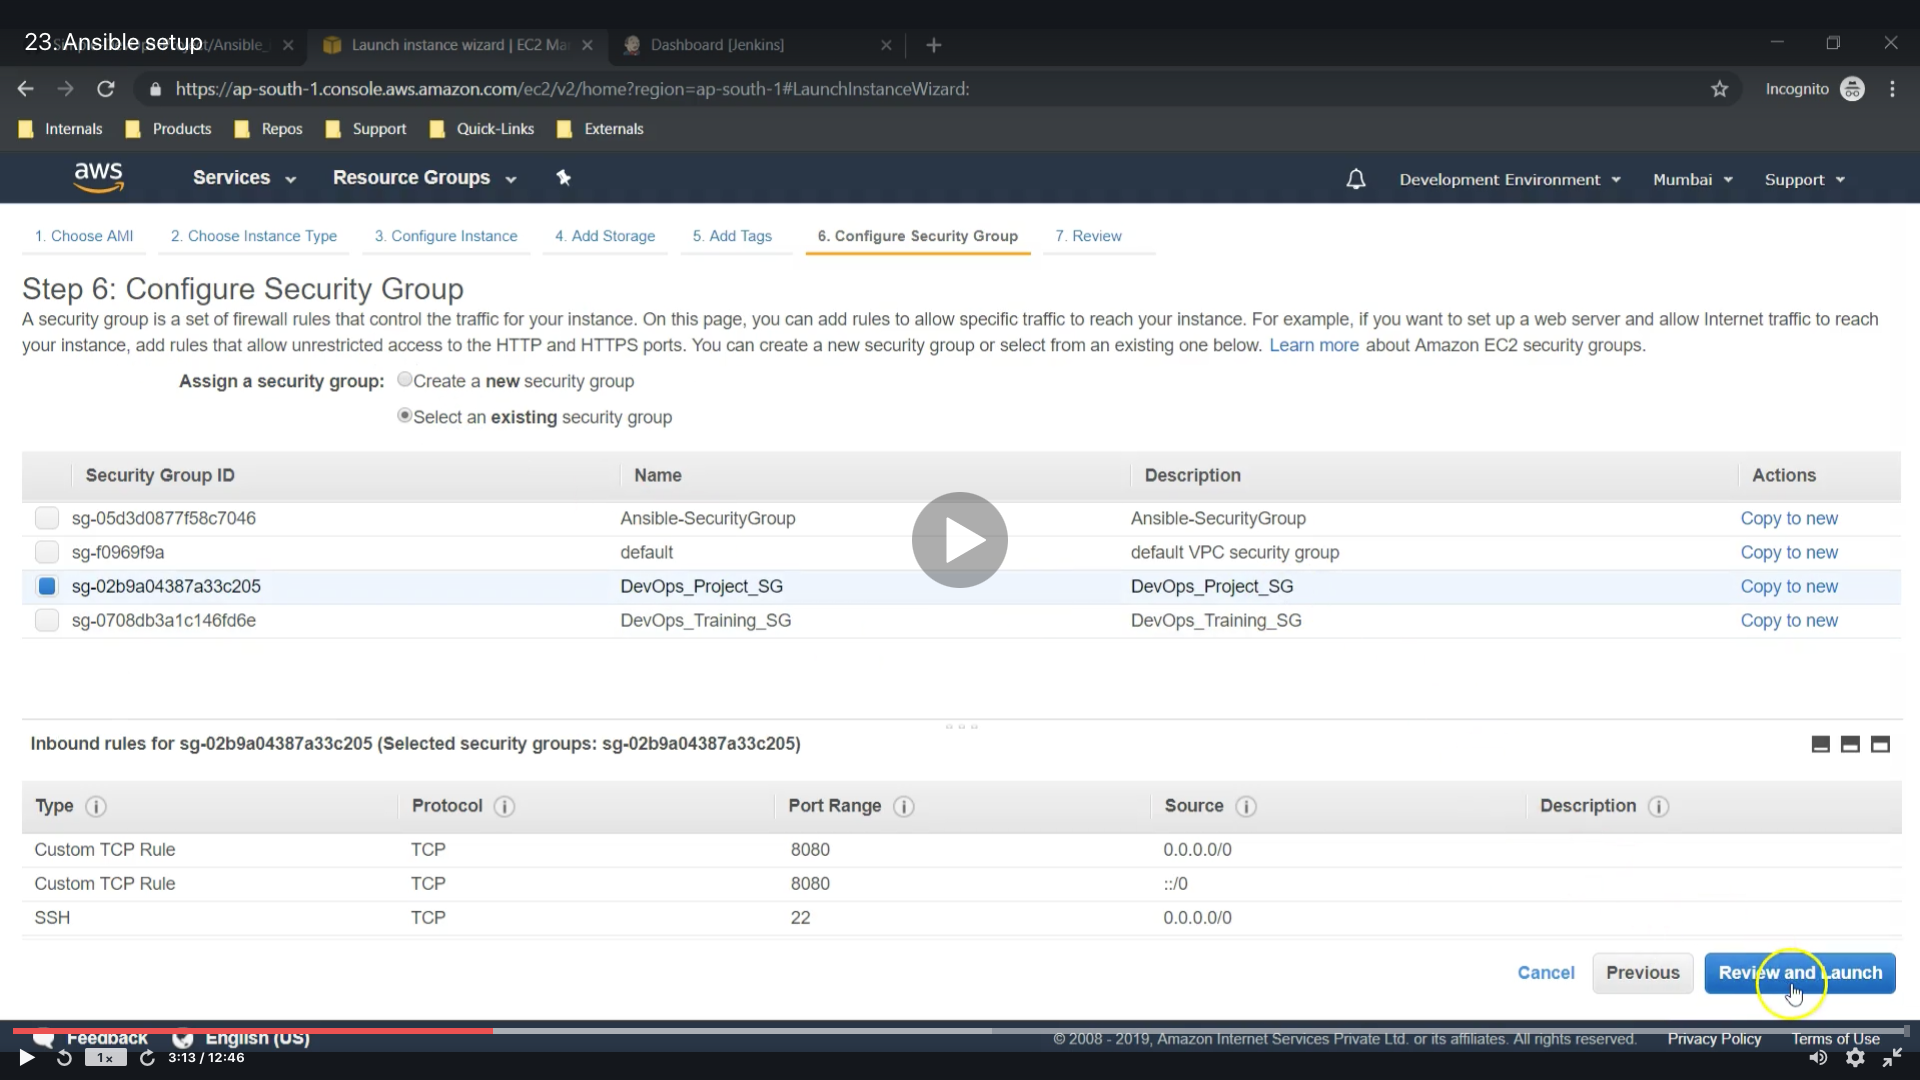 23. Ansible setup
Launch instance wizard | EC2 Ma
Dashboard [Jenkins]
https://ap-south-1.console.aws.amazon.com/ec2/v2/home?region=ap-south-1#LaunchInstanceWizard:
Incognito
Internals
Products
Repos
Support
Quick-Links
Externals
aws
Services
Resource Groups
Development Environment
Mumbai
Support
1. Choose AMI
2. Choose Instance Type
3. Configure Instance
4. Add Storage
5. Add Tags
6. Configure Security Group
7. Review
Step 6: Configure Security Group
A security group is a set of firewall rules that control the traffic for your instance. On this page, you can add rules to allow specific traffic to reach your instance. For example, if you want to set up a web server and allow Internet traffic to reach
your instance, add rules that allow unrestricted access to the HTTP and HTTPS ports. You can create a new security group or select from an existing one below. Learn more about Amazon EC2 security groups.
Assign a security group: Create a new security group
Select an existing security group
Security Group ID Name Description Actions
sg-05d3d0877f58c7046 Ansible-SecurityGroup Ansible-SecurityGroup Copy to new
sg-f0969f9a default default VPC security group Copy to new
sg-02b9a04387a33c205 DevOps_Project_SG DevOps_Project_SG Copy to new
sg-0708db3a1c146fd6e DevOps_Training_SG DevOps_Training_SG Copy to new
Inbound rules for sg-02b9a04387a33c205 (Selected security groups: sg-02b9a04387a33c205)
Type Protocol Port Range Source Description
Custom TCP Rule TCP 8080 0.0.0.0/0
Custom TCP Rule TCP 8080 ::/0
SSH TCP 22 0.0.0.0/0
Cancel
Previous
Review and Launch
Feedback
English (US)
© 2008 - 2019, Amazon Internet Services Private Ltd. or its affiliates. All rights reserved.
Privacy Policy
Terms of Use
1x
3:13 / 12:46